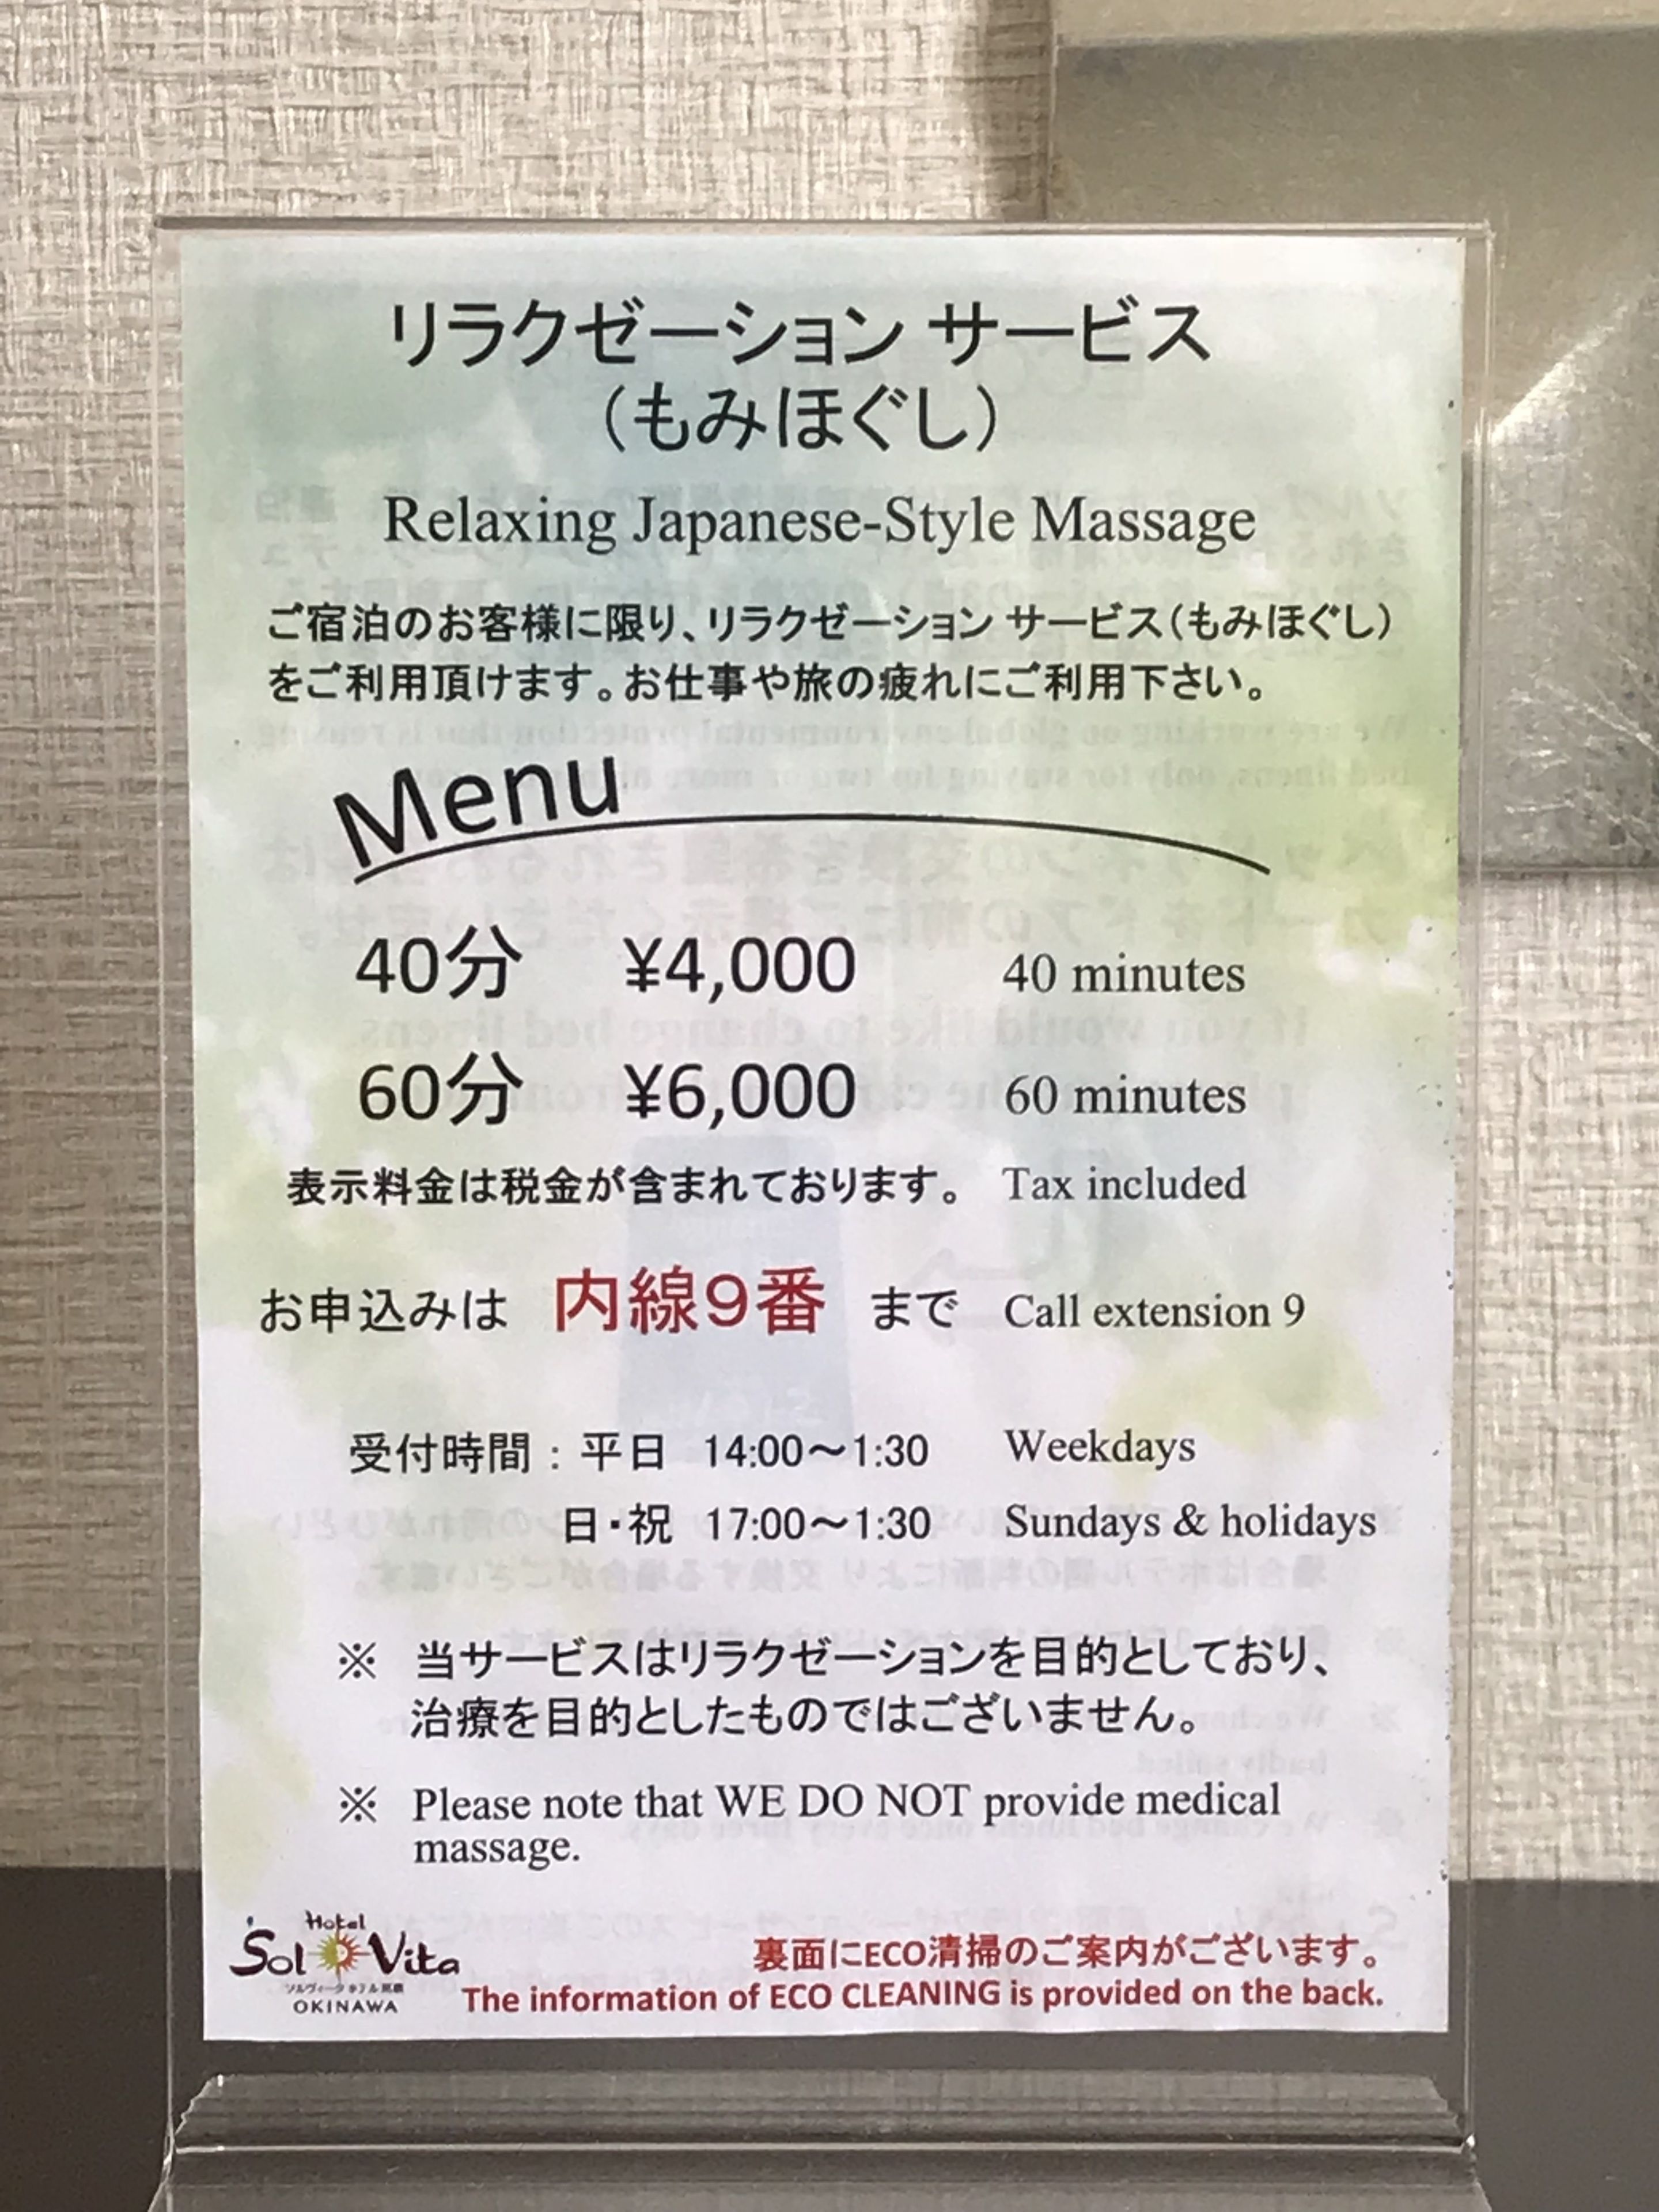 リラクゼーション サービス
（もみほぐし）
Relaxing Japanese-Style Massage
ご宿泊のお客様に限り、リラクゼーション サービス（もみほぐし）
をご利用頂けます。お仕事や旅の疲れにご利用下さい。
Menu
40分 ¥4,000 40 minutes
60分 ¥6,000 60 minutes
表示料金は税金が含まれております。 Tax included
お申込みは 内線９番 まで Call extension 9
受付時間：平日 14:00～1:30 Weekdays
日・祝 17:00～1:30 Sundays & holidays
※ 当サービスはリラクゼーションを目的としており、
治療を目的としたものではございません。
※ Please note that WE DO NOT provide medical
massage.
Hotel
Sol Vita
ソルヴィータ ホテル 那覇
OKINAWA
裏面にECO清掃のご案内がございます。
The information of ECO CLEANING is provided on the back.